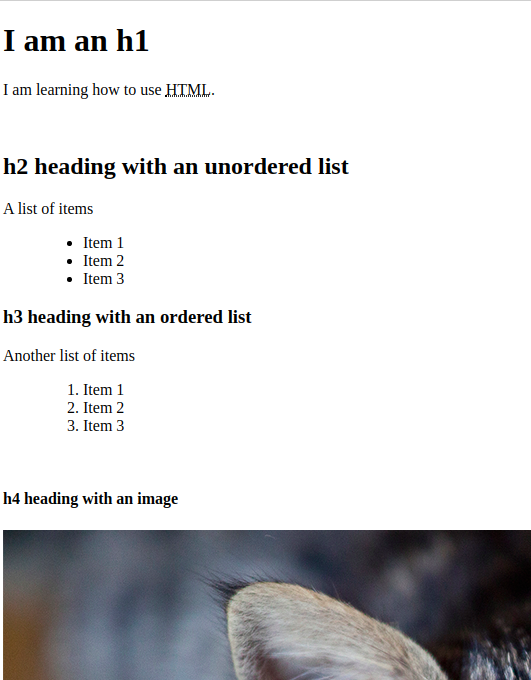 I am an h1
I am learning how to use HTML.
h2 heading with an unordered list
A list of items
• Item 1
• Item 2
• Item 3
h3 heading with an ordered list
Another list of items
1. Item 1
2. Item 2
3. Item 3
h4 heading with an image